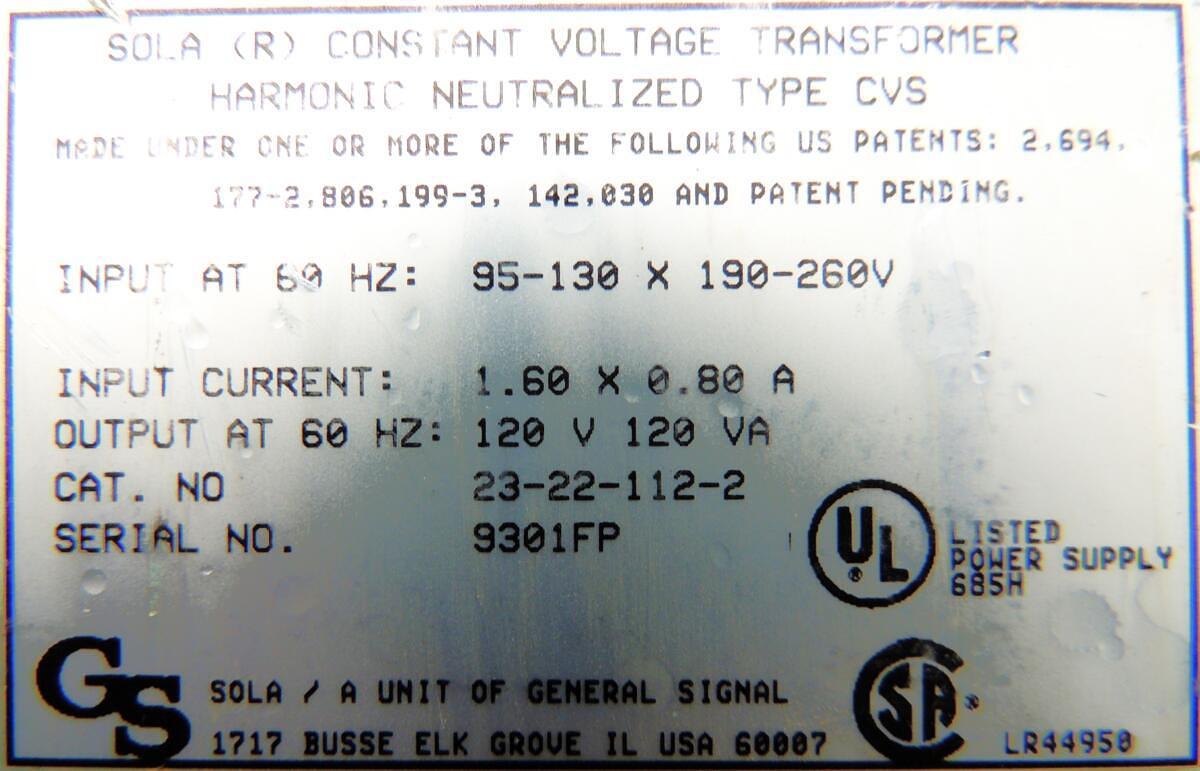 SOLA (R) CONSTANT VOLTAGE TRANSFORMER
HARMONIC NEUTRALIZED TYPE CVS
MADE UNDER ONE OR MORE OF THE FOLLOWING US PATENTS: 2,694,
177-2,806,199-3, 142,030 AND PATENT PENDING.
INPUT AT 60 HZ: 95-130 X 190-260V
INPUT CURRENT: 1.60 X 0.80 A
OUTPUT AT 60 HZ: 120 V 120 VA
CAT. NO 23-22-112-2
SERIAL NO. 9301FP
UL ®
LISTED
POWER SUPPLY
685H
GS
SOLA / A UNIT OF GENERAL SIGNAL
1717 BUSSE ELK GROVE IL USA 60007
CSA ®
LR44950